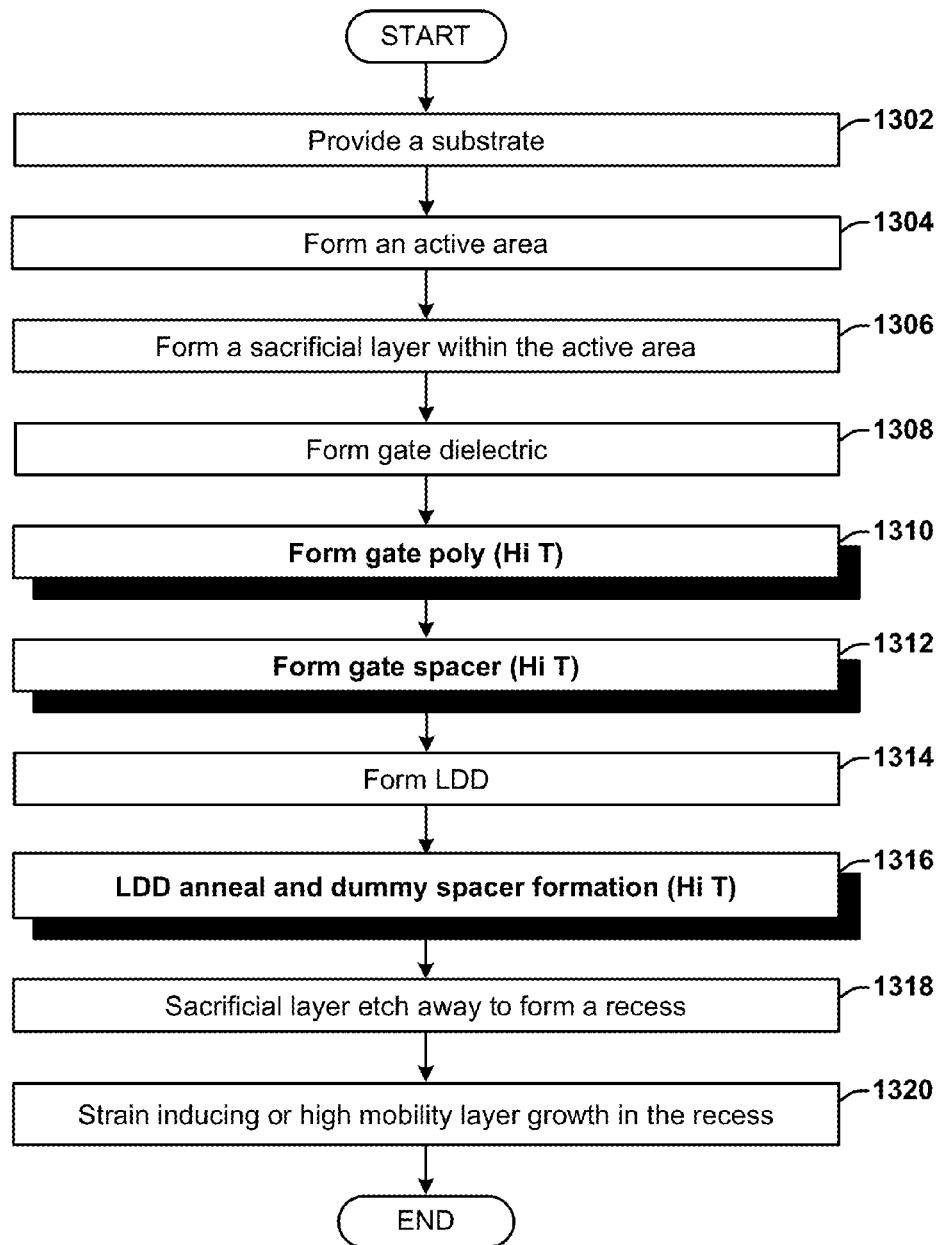 START
1302
Provide a substrate
1304
Form an active area
1306
Form a sacrificial layer within the active area
1308
Form gate dielectric
1310
Form gate poly (Hi T)
1312
Form gate spacer (Hi T)
1314
Form LDD
1316
LDD anneal and dummy spacer formation (Hi T)
1318
Sacrificial layer etch away to form a recess
1320
Strain inducing or high mobility layer growth in the recess
END